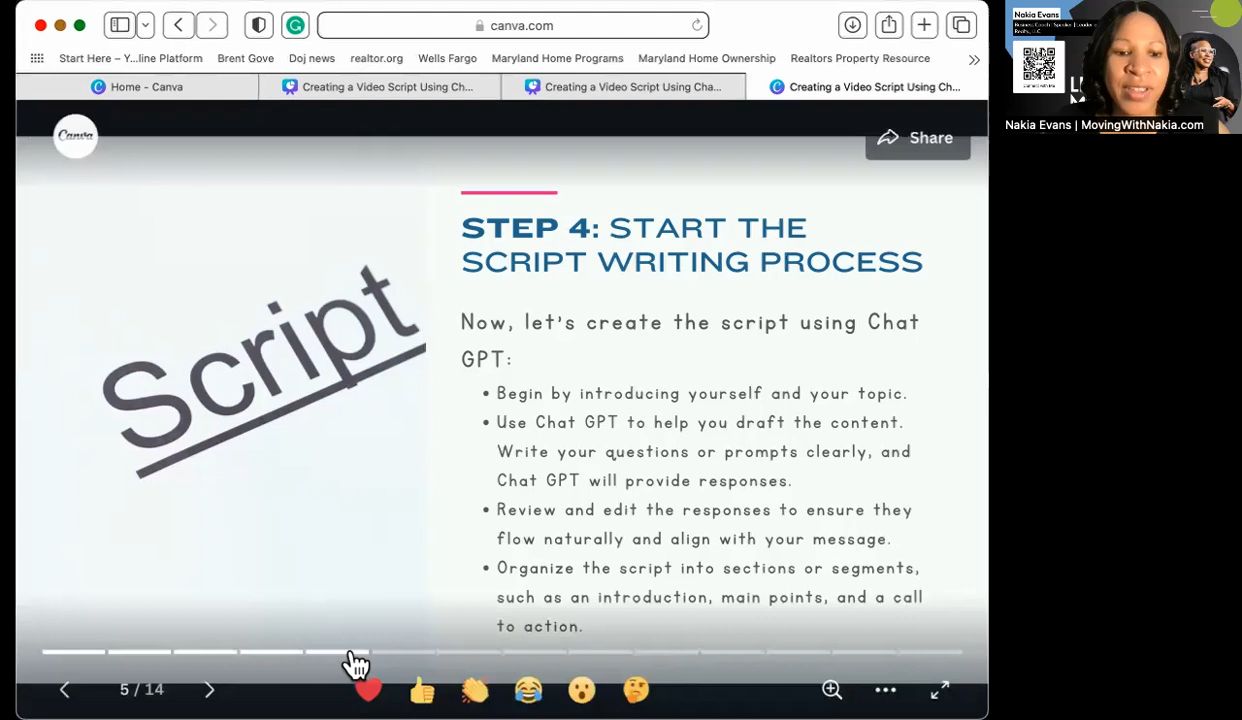 canva.com
Start Here – Y...line Platform
Brent Gove
Doj news
realtor.org
Wells Fargo
Maryland Home Programs
Maryland Home Ownership
Realtors Property Resource
Home - Canva
Creating a Video Script Using Ch...
Creating a Video Script Using Cha...
Creating a Video Script Using Ch...
Canva
Share
Script
STEP 4: START THE
SCRIPT WRITING PROCESS
Now, let's create the script using Chat
GPT:
• Begin by introducing yourself and your topic.
• Use Chat GPT to help you draft the content.
Write your questions or prompts clearly, and
Chat GPT will provide responses.
• Review and edit the responses to ensure they
flow naturally and align with your message.
• Organize the script into sections or segments,
such as an introduction, main points, and a call
to action.
5 / 14
Nakia Evans
Realty, LLC
Connect with Me
Nakia Evans | MovingWithNakia.com